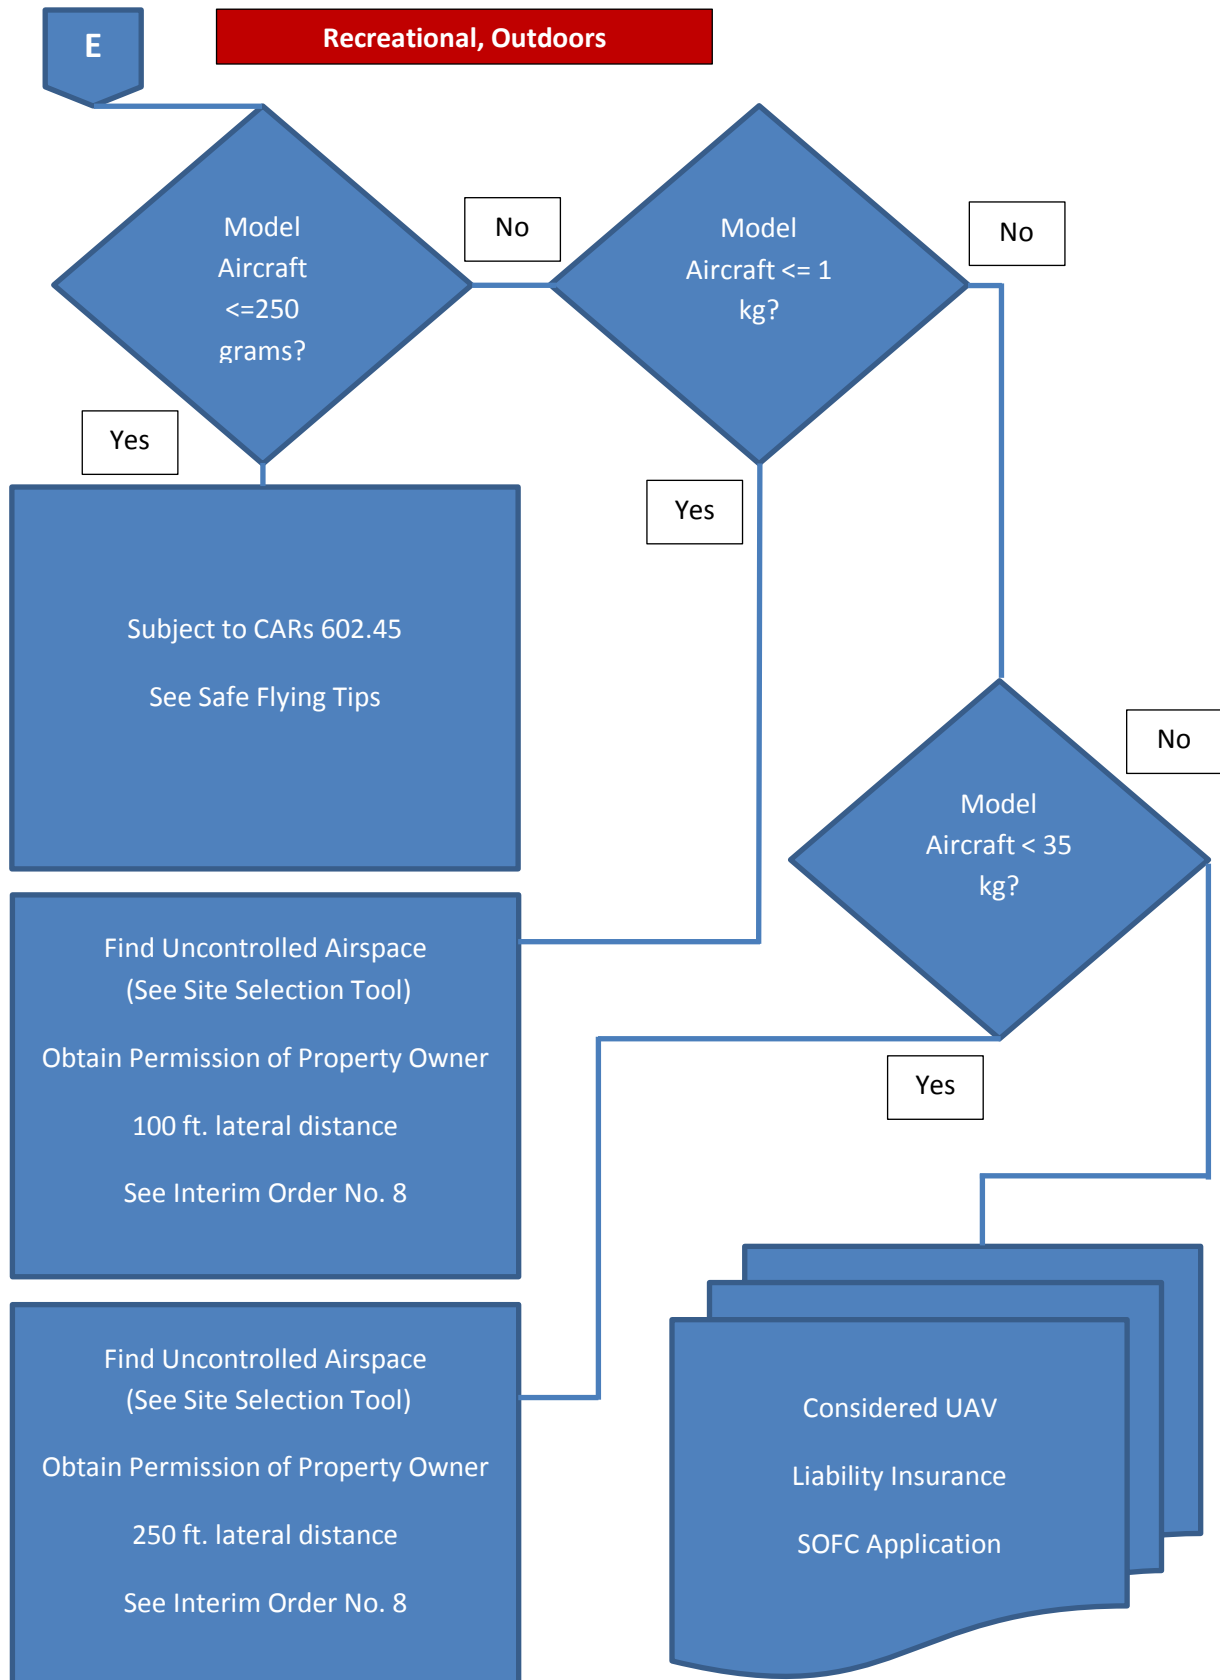 E
Recreational, Outdoors
Model
Aircraft
<=250
grams?
No
Model
Aircraft <= 1
kg?
No
Yes
Yes
Subject to CARs 602.45
See Safe Flying Tips
No
Model
Aircraft < 35
kg?
Find Uncontrolled Airspace
(See Site Selection Tool)
Obtain Permission of Property Owner
100 ft. lateral distance
See Interim Order No. 8
Yes
Find Uncontrolled Airspace
(See Site Selection Tool)
Obtain Permission of Property Owner
250 ft. lateral distance
See Interim Order No. 8
Considered UAV
Liability Insurance
SOFC Application